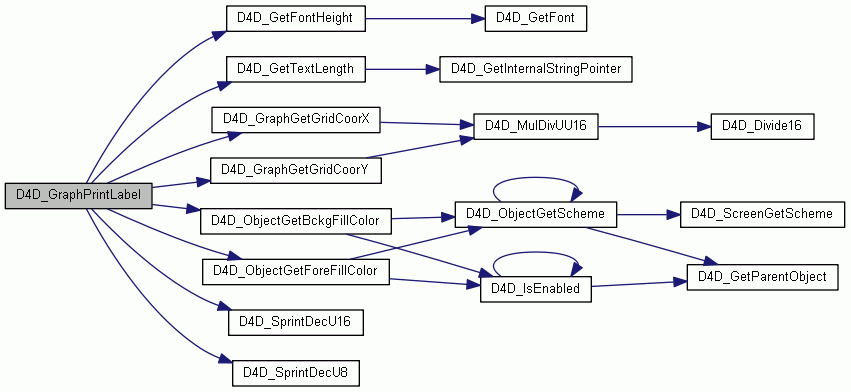 D4D_GetFontHeight
D4D_GetFont
D4D_GetTextLength
D4D_GetInternalStringPointer
D4D_GraphGetGridCoorX
D4D_MulDivUU16
D4D_Divide16
D4D_GraphGetGridCoorY
D4D_GraphPrintLabel
D4D_ObjectGetBckgFillColor
D4D_ObjectGetScheme
D4D_ScreenGetScheme
D4D_ObjectGetForeFillColor
D4D_IsEnabled
D4D_GetParentObject
D4D_SprintDecU16
D4D_SprintDecU8